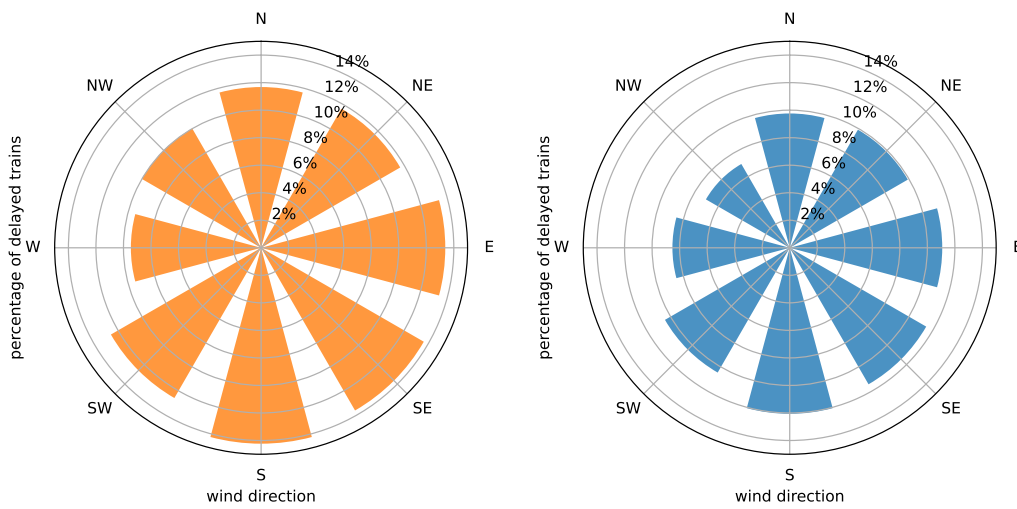 N
NW
NE
14%
12%
10%
8%
6%
4%
2%
W
E
SW
SE
S
wind direction
percentage of delayed trains
N
NW
NE
14%
12%
10%
8%
6%
4%
2%
W
E
SW
SE
S
wind direction
percentage of delayed trains